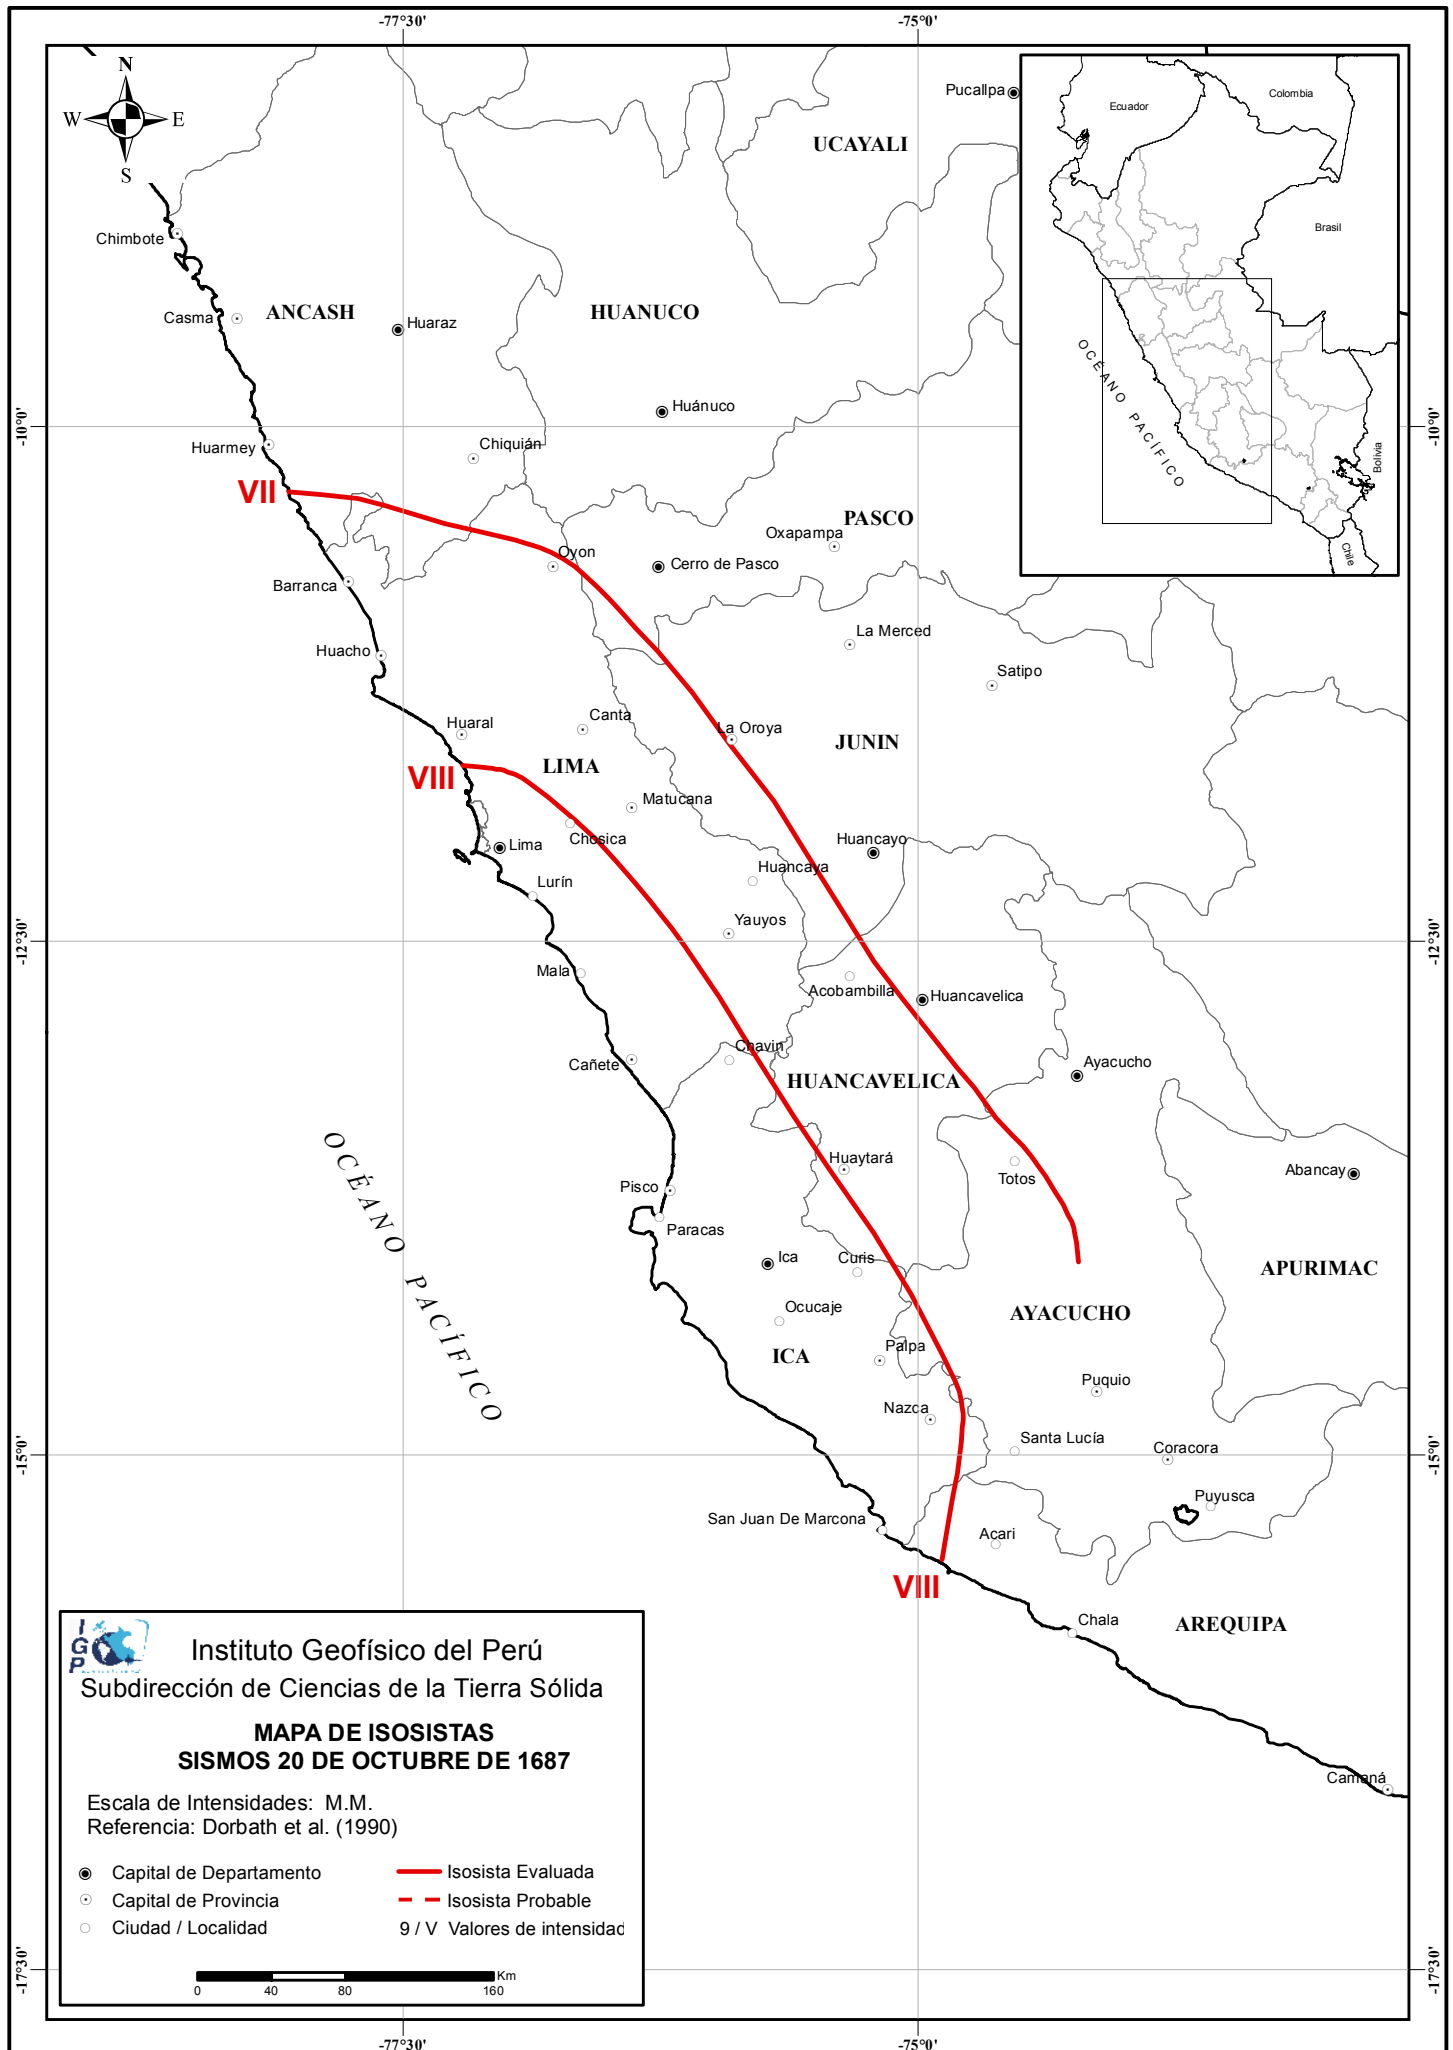 -77°30'
-75°0'
N
W
E
S
Pucallpa
UCAYALI
Ecuador
Colombia
Brasil
OCÉANO PACÍFICO
Bolivia
Chile
Chimbote
Casma
ANCASH
Huaraz
HUANUCO
Huánuco
-10°0'
-10°0'
Huarmey
Chiquián
VII
PASCO
Oxapampa
Oyon
Cerro de Pasco
Barranca
La Merced
Huacho
Satipo
Huaral
Canta
La Oroya
JUNIN
LIMA
VIII
Matucana
Chosica
Lima
Huancayo
Huancaya
Lurín
Yauyos
-12°30'
-12°30'
Mala
Acobambilla
Huancavelica
Chavin
Cañete
Ayacucho
HUANCAVELICA
OCÉANO PACÍFICO
Huaytará
Totos
Abancay
Pisco
Paracas
Ica
Curis
APURIMAC
Ocucaje
AYACUCHO
ICA
Palpa
Puquio
Nazca
Santa Lucía
Coracora
-15°0'
-15°0'
Puyusca
San Juan De Marcona
Acari
VIII
Chala
AREQUIPA
Camaná
IGP
Instituto Geofísico del Perú
Subdirección de Ciencias de la Tierra Sólida
MAPA DE ISOSISTAS
SISMOS 20 DE OCTUBRE DE 1687
Escala de Intensidades: M.M.
Referencia: Dorbath et al. (1990)
Capital de Departamento
Isosista Evaluada
Capital de Provincia
Isosista Probable
Ciudad / Localidad
9 / V Valores de intensidad
Km
0 40 80 160
-17°30'
-17°30'
-77°30'
-75°0'